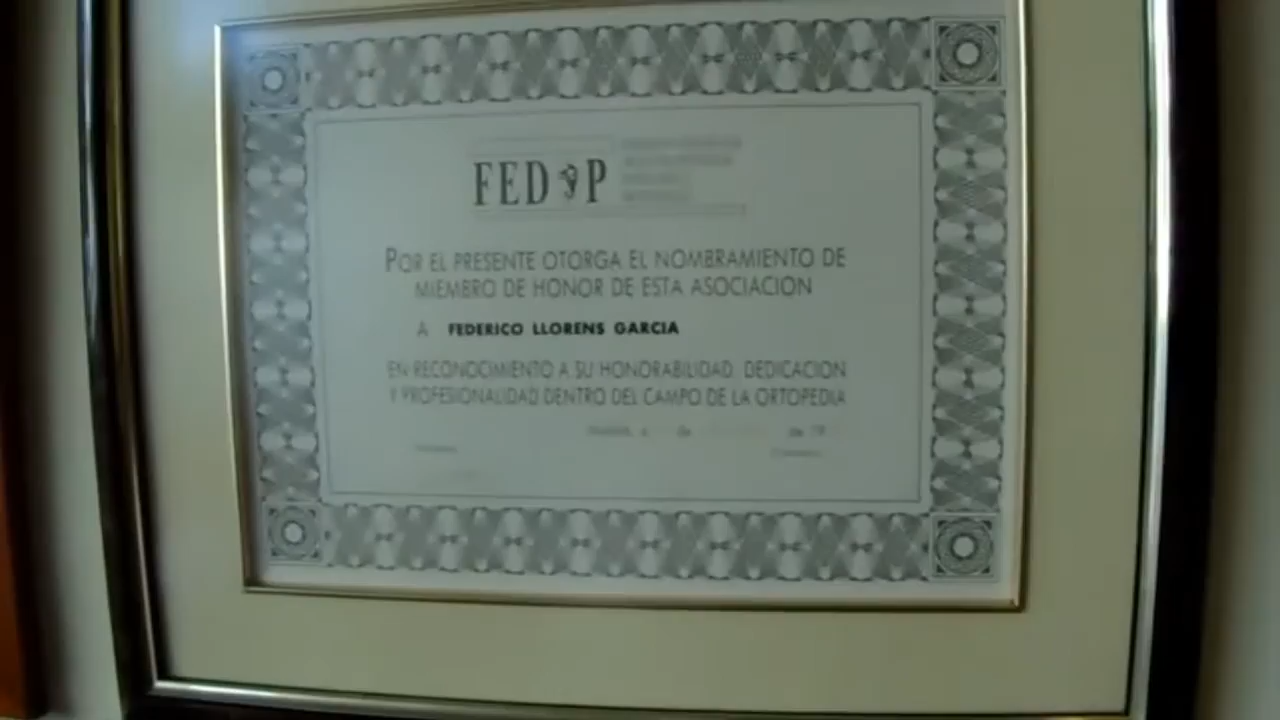 FEDOP
POR EL PRESENTE OTORGA EL NOMBRAMIENTO DE
MIEMBRO DE HONOR DE ESTA ASOCIACION
A FEDERICO LLORENS GARCIA
EN RECONOCIMIENTO A SU HONORABILIDAD, DEDICACION
Y PROFESIONALIDAD DENTRO DEL CAMPO DE LA ORTOPEDIA